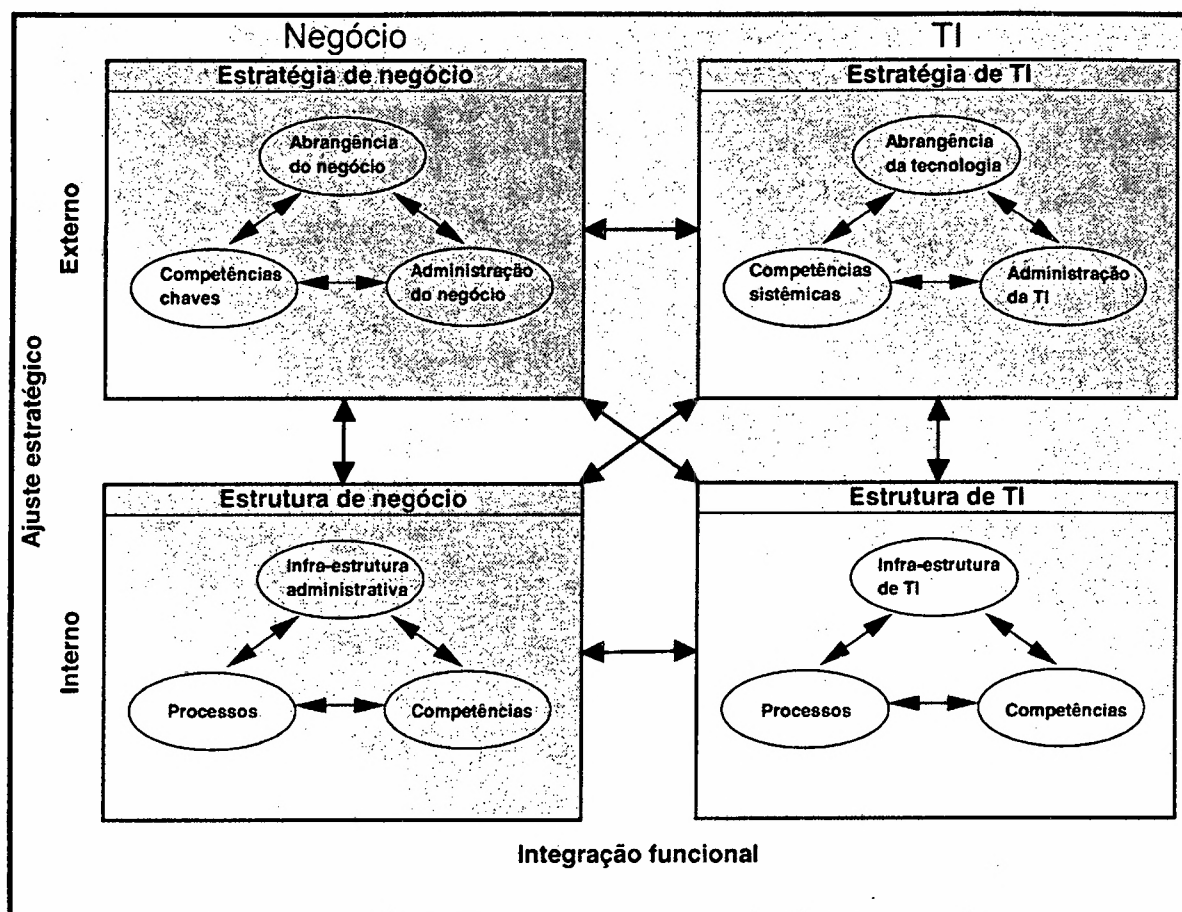 Negócio
TI
Estratégia de negócio
Estratégia de TI
Abrangência
do negócio
Abrangência
da tecnologia
Externo
Competências
chaves
Administração
do negócio
Competências
sistêmicas
Administração
da TI
Ajuste estratégico
Estrutura de negócio
Estrutura de TI
Infra-estrutura
administrativa
Infra-estrutura
de TI
Interno
Processos
Competências
Processos
Competências
Integração funcional